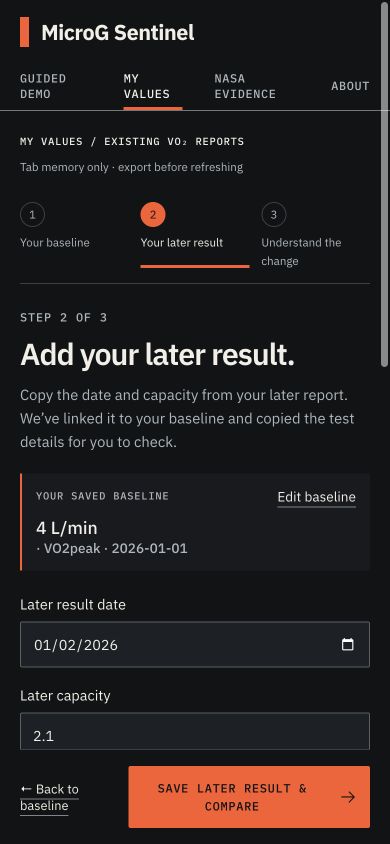 MicroG Sentinel
GUIDED
DEMO
MY
VALUES
NASA
EVIDENCE
ABOUT
MY VALUES / EXISTING VO₂ REPORTS
Tab memory only · export before refreshing
1
Your baseline
2
Your later result
3
Understand the
change
STEP 2 OF 3
Add your later result.
Copy the date and capacity from your later report.
We’ve linked it to your baseline and copied the test
details for you to check.
YOUR SAVED BASELINE
Edit baseline
4 L/min
· VO2peak · 2026-01-01
Later result date
01/02/2026
Later capacity
2.1
← Back to
baseline
SAVE LATER RESULT &
COMPARE →